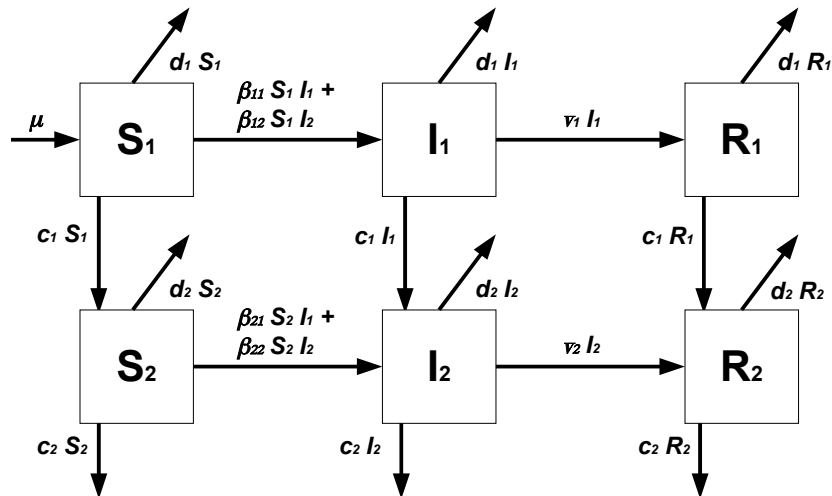 d₁ S₁
d₁ I₁
d₁ R₁
β₁₁ S₁ I₁ +
β₁₂ S₁ I₂
μ
S₁
I₁
ν₁ I₁
R₁
c₁ S₁
c₁ I₁
c₁ R₁
d₂ S₂
d₂ I₂
d₂ R₂
β₂₁ S₂ I₁ +
β₂₂ S₂ I₂
S₂
I₂
ν₂ I₂
R₂
c₂ S₂
c₂ I₂
c₂ R₂